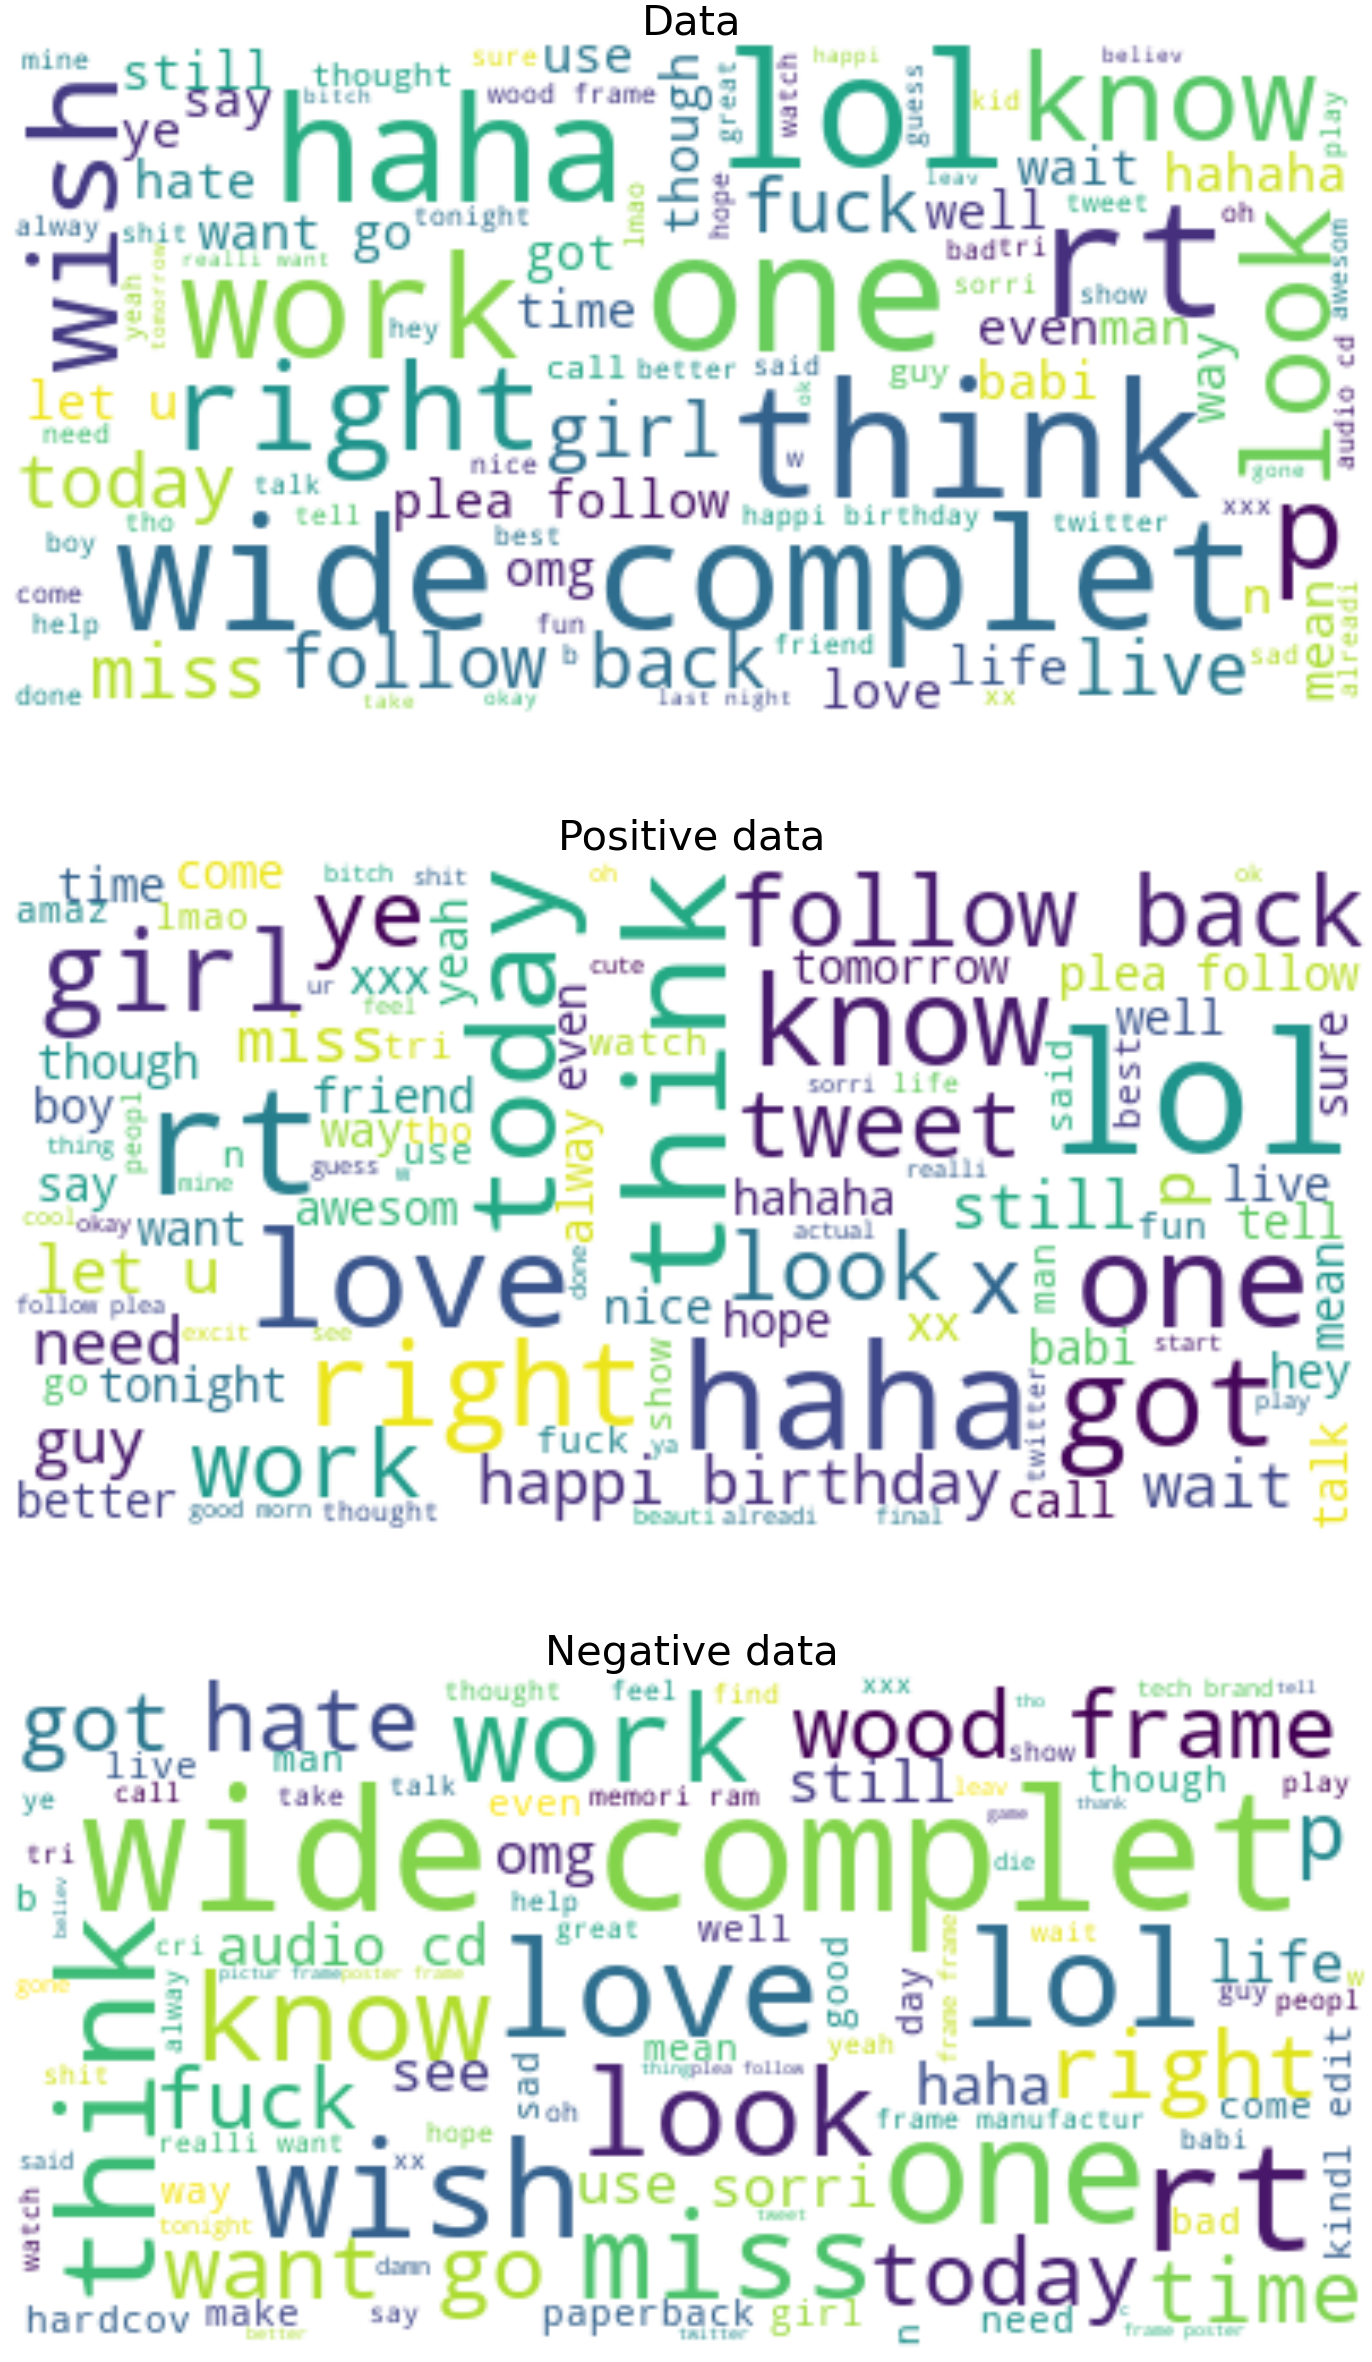 Data
mine
still
thought
sure
use
though
great
lol
watch
happi
guess
believ
wish
say
bitch
wood frame
kid
know
play
ye
haha
hate
wait
hahaha
leav
hope
fuck
well
tweet
oh
alway
shit
want
go
tonight
lmao
rt
look
awesom
realli want
got
bad
tri
yeah
tomorrow
work
hey
time
one
sorri
show
even
man
way
audio cd
let u
right
call
better
said
ok
guy
babi
need
girl
think
today
talk
nice
w
gone
plea follow
xxx
p
tho
tell
happi birthday
twitter
boy
wide
best
complet
come
omg
n
mean
alreadi
help
fun
miss
follow
b
back
friend
life
live
sad
done
take
okay
last night
love
xx
Positive data
time
come
bitch
shit
today
oh
think
follow back
ok
amaz
lmao
ye
yeah
girl
ur
xxx
feel
cute
tomorrow
plea follow
miss
tri
even
watch
know
well
sure
though
sorri
life
said
best
lol
boy
peopl
rt
friend
tweet
thing
way
tho
n
guess
w
use
alway
realli
say
mine
hahaha
still
p
live
cool
okay
want
awesom
actual
fun
tell
let u
love
done
look
x
man
one
mean
follow plea
nice
hope
xx
need
excit
see
babi
start
go
tonight
right
show
haha
twitter
got
hey
play
guy
work
fuck
ya
talk
better
good morn
thought
happi birthday
call
wait
beauti
alreadi
final
Negative data
got
hate
thought
feel
find
xxx
tho
tech brand
tell
work
wood frame
live
man
show
still
leav
though
play
ye
call
take
talk
even
memori ram
game
thank
tri
wide
omg
complet
die
p
b
believ
help
think
cri
audio cd
great
well
good
day
frame frame
wait
life
w
gone
alway
pictur frame
poster frame
know
love
lol
guy
peopl
shit
see
sad
mean
yeah
right
edit
fuck
oh
thing
plea follow
look
haha
come
realli want
hope
frame manufactur
babi
said
way
wish
xx
use
sorri
one
rt
bad
kindl
watch
tonight
tweet
want
damn
go
miss
today
time
hardcov
make
say
paperback
girl
n
need
c
better
twitter
frame poster